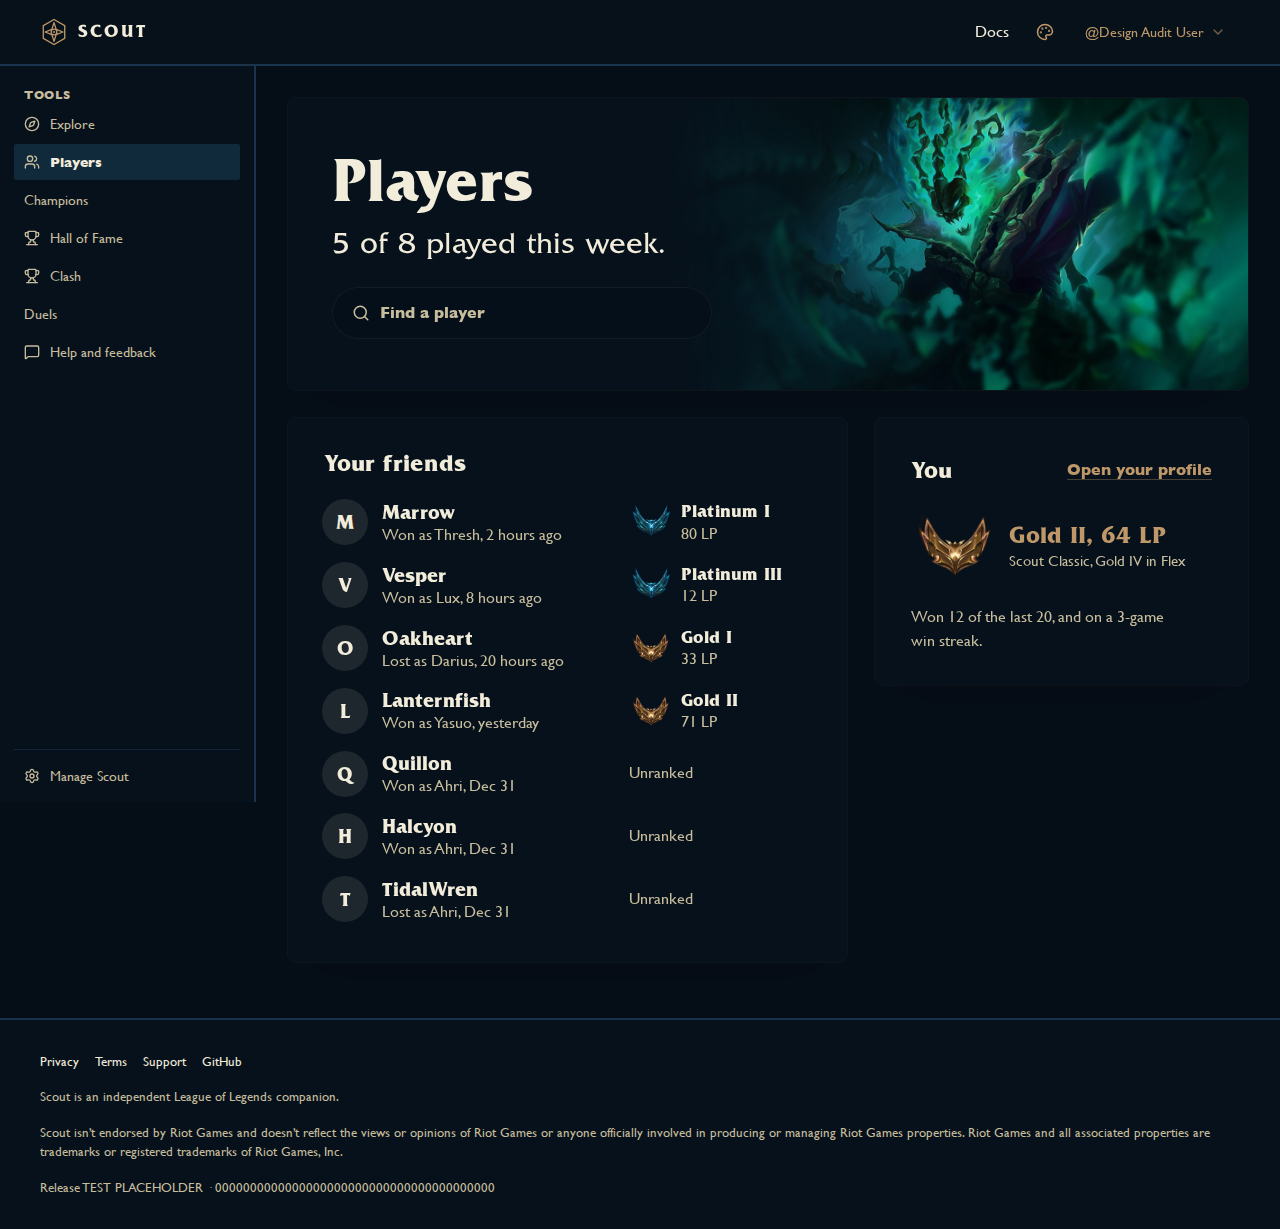 SCOUT
Docs
@Design Audit User
TOOLS
Explore
Players
Champions
Hall of Fame
Clash
Duels
Help and feedback
Manage Scout
Players
5 of 8 played this week.
Find a player
Your friends
M
Marrow
Won as Thresh, 2 hours ago
Platinum I
80 LP
V
Vesper
Won as Lux, 8 hours ago
Platinum III
12 LP
O
Oakheart
Lost as Darius, 20 hours ago
Gold I
33 LP
L
Lanternfish
Won as Yasuo, yesterday
Gold II
71 LP
Q
Quillon
Won as Ahri, Dec 31
Unranked
H
Halcyon
Won as Ahri, Dec 31
Unranked
T
TidalWren
Lost as Ahri, Dec 31
Unranked
You
Open your profile
Gold II, 64 LP
Scout Classic, Gold IV in Flex
Won 12 of the last 20, and on a 3-game
win streak.
Privacy Terms Support GitHub
Scout is an independent League of Legends companion.
Scout isn't endorsed by Riot Games and doesn't reflect the views or opinions of Riot Games or anyone officially involved in producing or managing Riot Games properties. Riot Games and all associated properties are
trademarks or registered trademarks of Riot Games, Inc.
Release TEST PLACEHOLDER · 0000000000000000000000000000000000000000